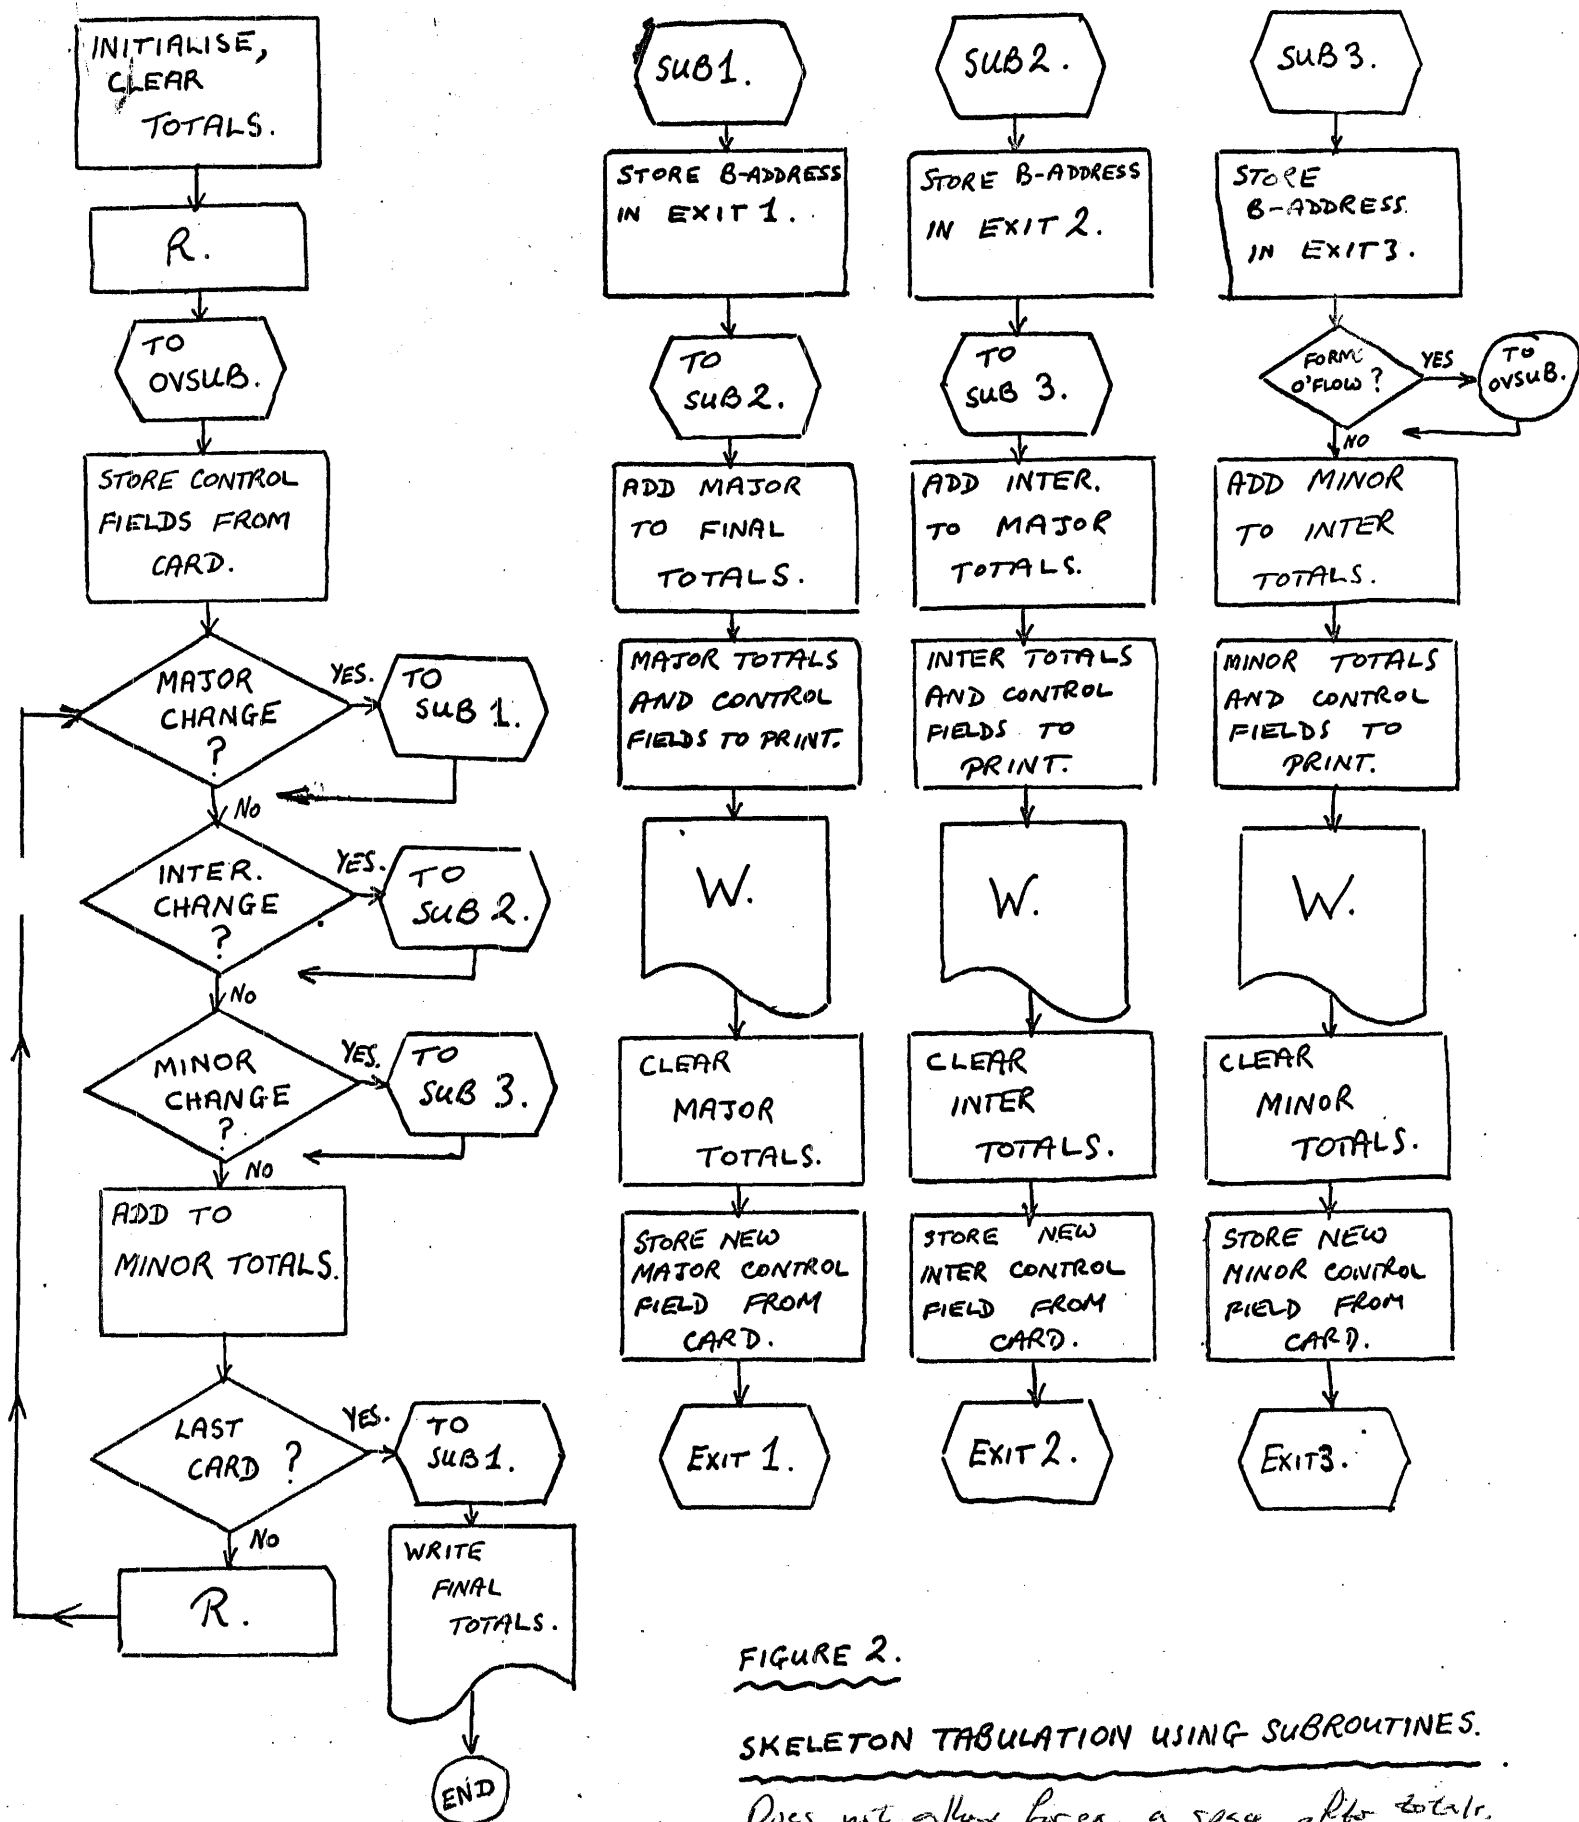 INITIALISE,
CLEAR
TOTALS.
R.
TO
OVSUB.
STORE CONTROL
FIELDS FROM
CARD.
MAJOR
CHANGE
?
YES.
TO
SUB 1.
NO
INTER.
CHANGE
?
YES.
TO
SUB 2.
NO
MINOR
CHANGE
?
YES.
TO
SUB 3.
NO
ADD TO
MINOR TOTALS.
LAST
CARD ?
YES.
TO
SUB 1.
NO
R.
WRITE
FINAL
TOTALS.
END
SUB 1.
STORE B-ADDRESS
IN EXIT 1.
TO
SUB 2.
ADD MAJOR
TO FINAL
TOTALS.
MAJOR TOTALS
AND CONTROL
FIELDS TO PRINT.
W.
CLEAR
MAJOR
TOTALS.
STORE NEW
MAJOR CONTROL
FIELD FROM
CARD.
EXIT 1.
SUB 2.
STORE B-ADDRESS
IN EXIT 2.
TO
SUB 3.
ADD INTER.
TO MAJOR
TOTALS.
INTER TOTALS
AND CONTROL
FIELDS TO
PRINT.
W.
CLEAR
INTER
TOTALS.
STORE NEW
INTER CONTROL
FIELD FROM
CARD.
EXIT 2.
SUB 3.
STORE
B-ADDRESS.
IN EXIT 3.
FORM
O'FLOW ?
YES
TO
OVSUB.
NO
ADD MINOR
TO INTER
TOTALS.
MINOR TOTALS
AND CONTROL
FIELDS TO
PRINT.
W.
CLEAR
MINOR
TOTALS.
STORE NEW
MINOR CONTROL
FIELD FROM
CARD.
EXIT 3.
FIGURE 2.
SKELETON TABULATION USING SUBROUTINES.
Does not allow a totals.